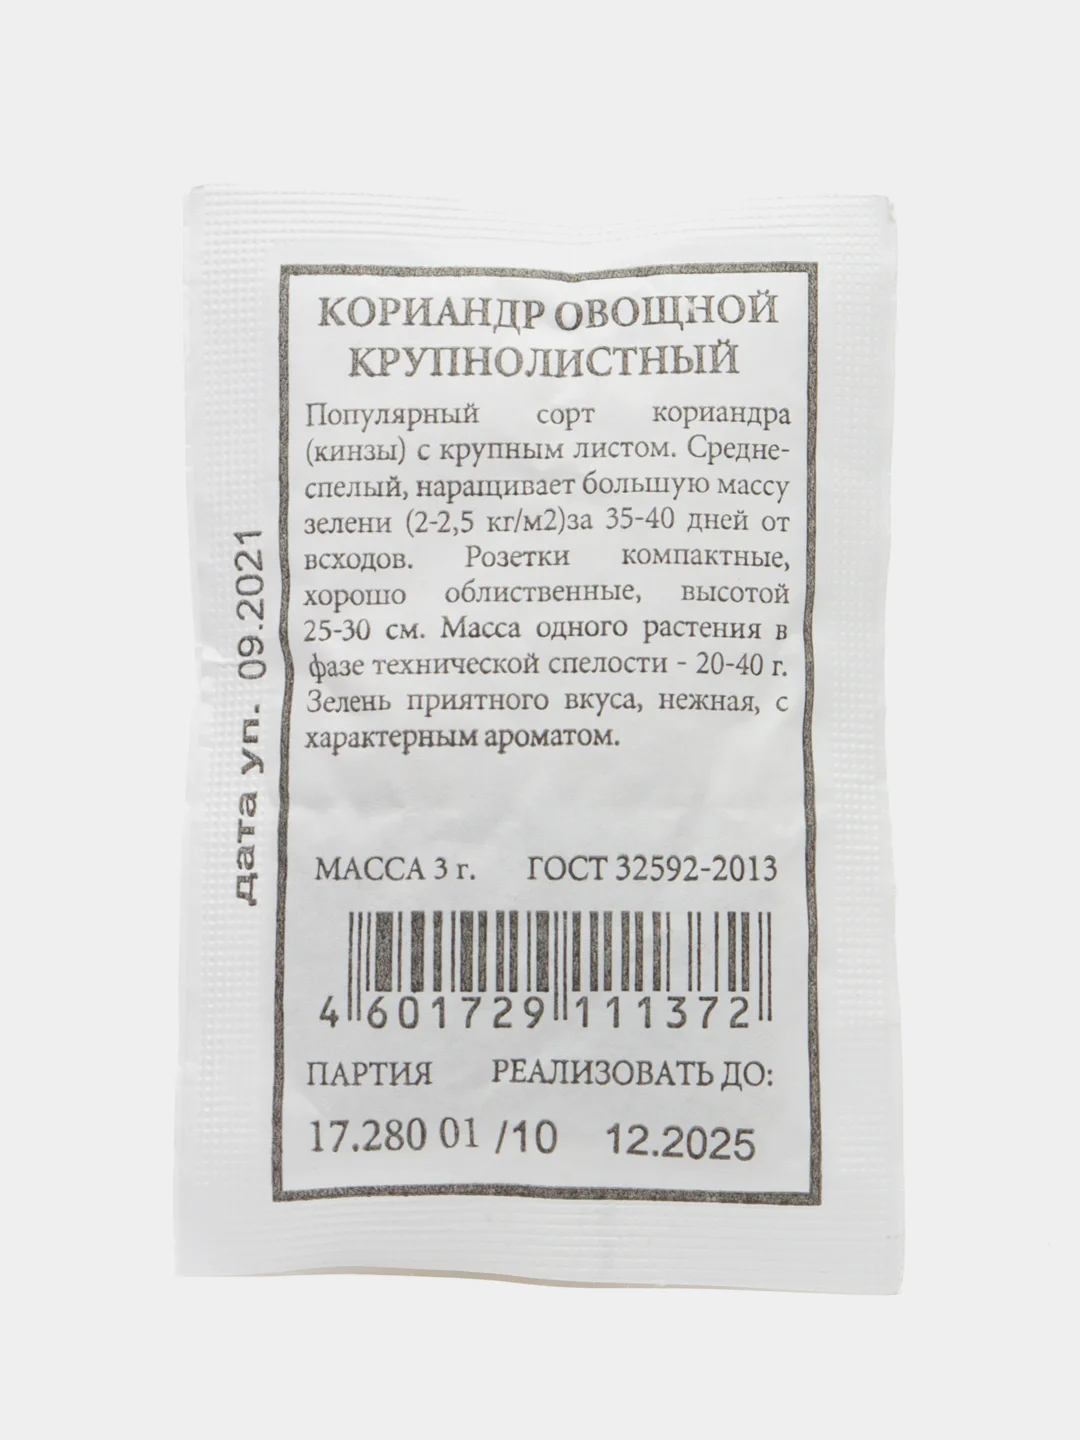 КОРИАНДР ОВОЩНОЙ
КРУПНОЛИСТНЫЙ
Популярный сорт кориандра
(кинзы) с крупным листом. Средне-
спелый, наращивает большую массу
зелени (2-2,5 кг/м2)за 35-40 дней от
всходов. Розетки компактные,
хорошо облиственные, высотой
25-30 см. Масса одного растения в
фазе технической спелости - 20-40 г.
Зелень приятного вкуса, нежная, с
характерным ароматом.
МАССА 3 г. ГОСТ 32592-2013
4 601729 111372
ПАРТИЯ РЕАЛИЗОВАТЬ ДО:
17.280 01 /10 12.2025
дата уп. 09.2021